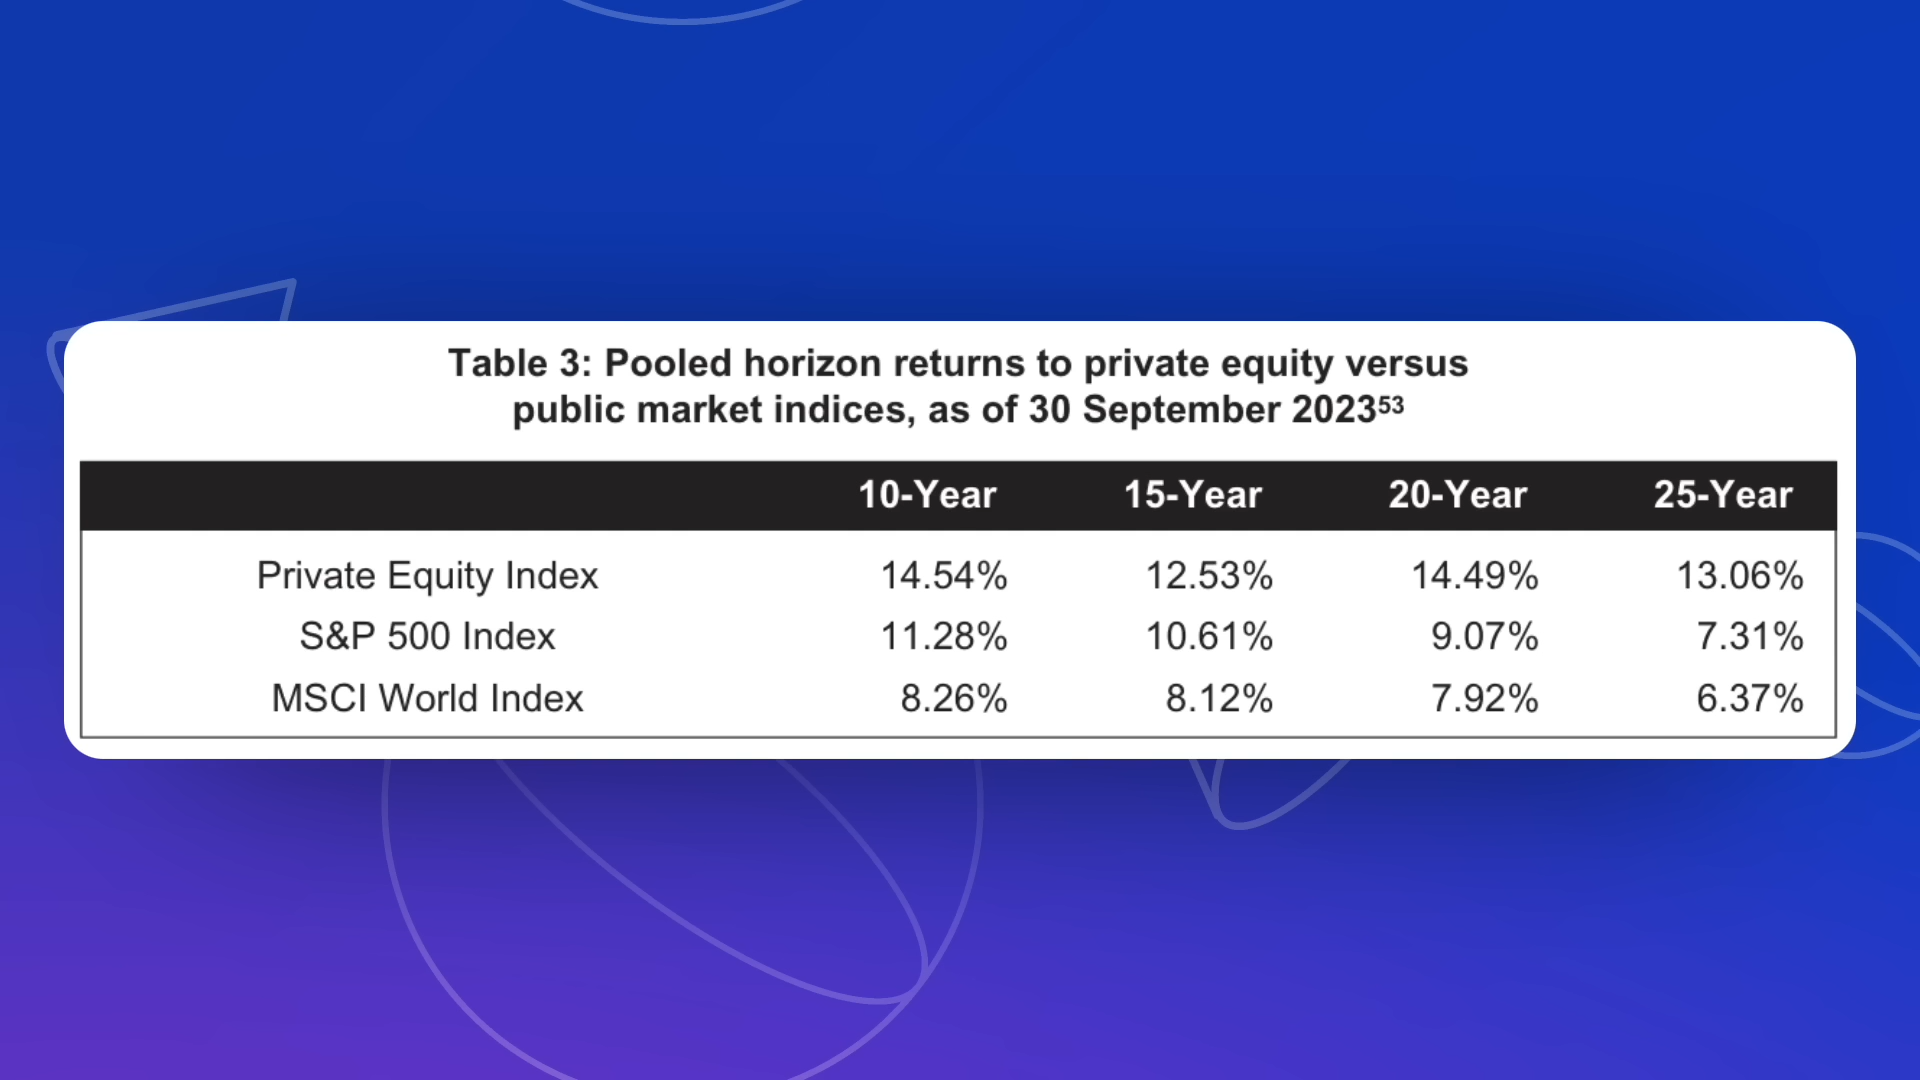 Table 3: Pooled horizon returns to private equity versus
public market indices, as of 30 September 2023⁵³
10-Year 15-Year 20-Year 25-Year
Private Equity Index 14.54% 12.53% 14.49% 13.06%
S&P 500 Index 11.28% 10.61% 9.07% 7.31%
MSCI World Index 8.26% 8.12% 7.92% 6.37%